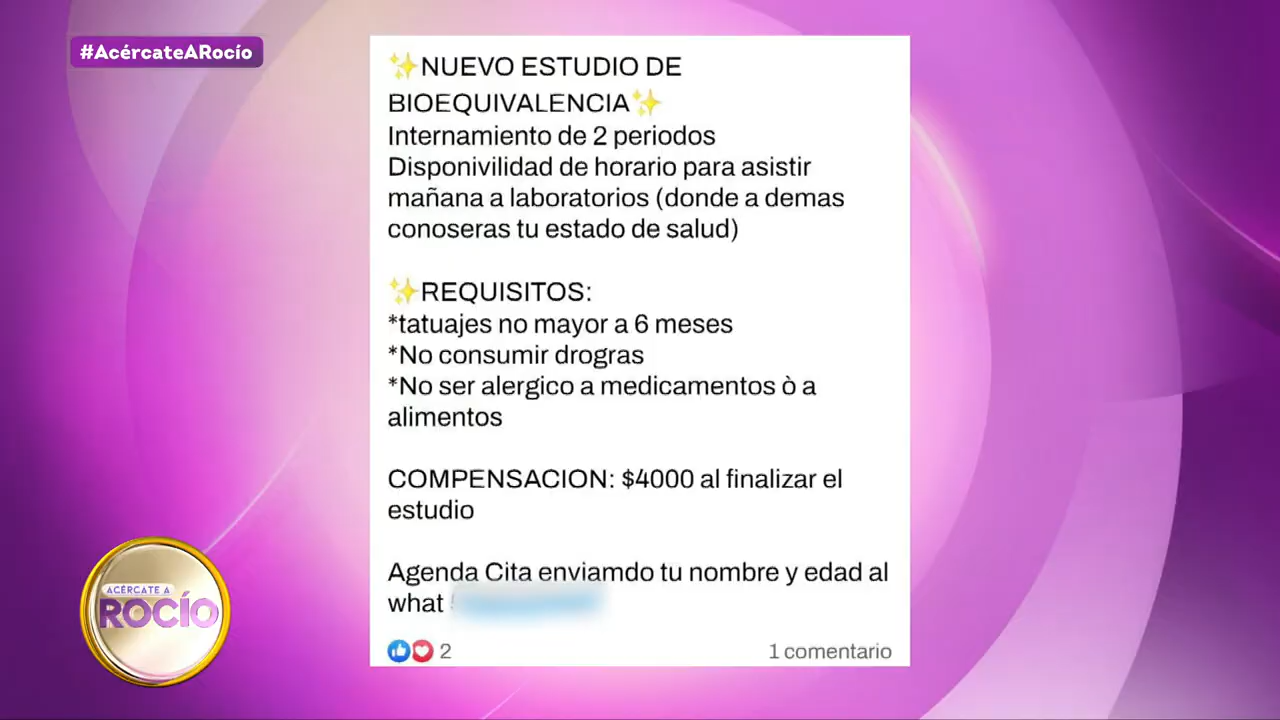 #AcércateARocío
✨NUEVO ESTUDIO DE
BIOEQUIVALENCIA✨
Internamiento de 2 periodos
Disponivilidad de horario para asistir
mañana a laboratorios (donde a demas
conoseras tu estado de salud)
✨REQUISITOS:
*tatuajes no mayor a 6 meses
*No consumir drogras
*No ser alergico a medicamentos ò a
alimentos
COMPENSACION: $4000 al finalizar el
estudio
Agenda Cita enviamdo tu nombre y edad al
what
2
1 comentario
ACÉRCATE A
ROCÍO